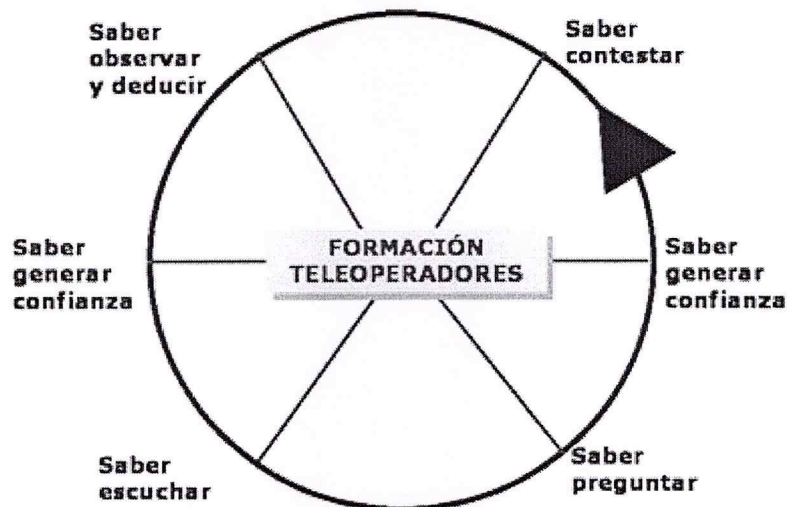 Saber
observar
y deducir
Saber
contestar
Saber
generar
confianza
FORMACIÓN
TELEOPERADORES
Saber
generar
confianza
Saber
escuchar
Saber
preguntar